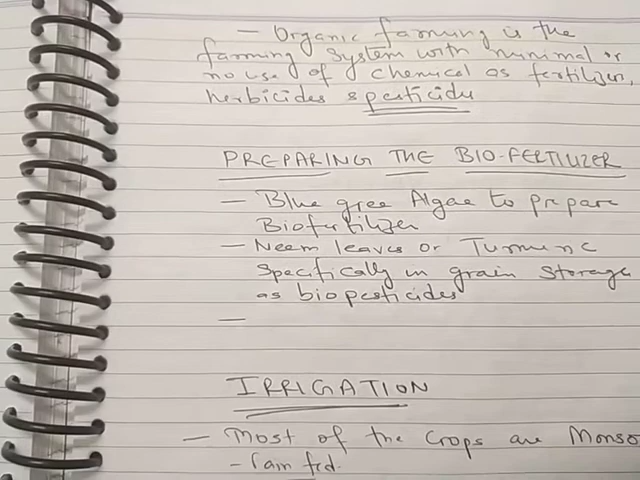 - Organic farming is the
farming system with minimal or
no use of chemical as fertilizer,
herbicides & pesticide
PREPARING THE BIO-FERTILIZER
- Blue gree Algae to prepare
Biofertilizer
- Neem leaves or Turmeric
specifically in grain storage
as biopesticides
-
IRRIGATION
- Most of the crops are Monso
- rain fed.